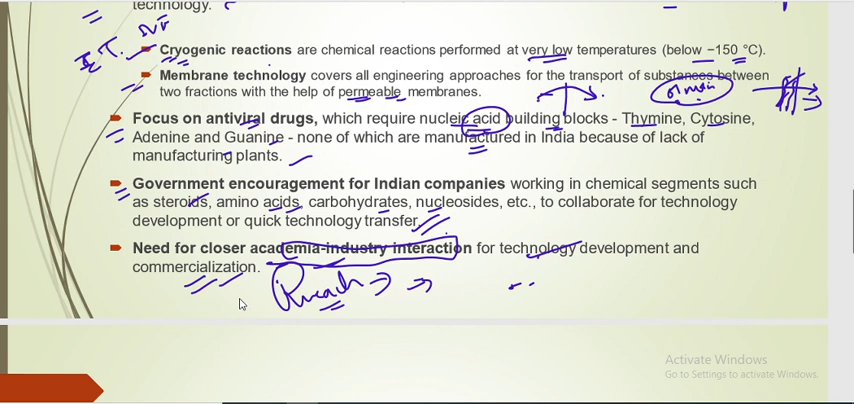 technology.
Cryogenic reactions are chemical reactions performed at very low temperatures (below −150 °C).
Membrane technology covers all engineering approaches for the transport of substances between
two fractions with the help of permeable membranes.
Focus on antiviral drugs, which require nucleic acid building blocks - Thymine, Cytosine,
Adenine and Guanine - none of which are manufactured in India because of lack of
manufacturing plants.
Government encouragement for Indian companies working in chemical segments such
as steroids, amino acids, carbohydrates, nucleosides, etc., to collaborate for technology
development or quick technology transfer.
Need for closer academia-industry interaction for technology development and
commercialization.
Activate Windows
Go to Settings to activate Windows.